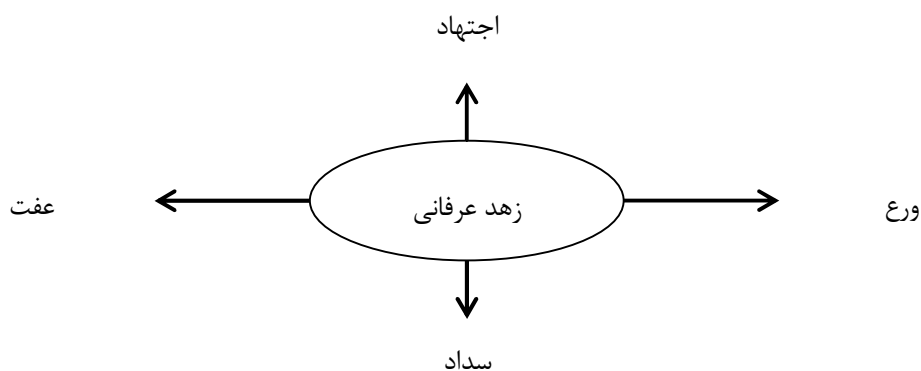 اجتهاد
ورع
زهد عرفانی
عفت
سداد